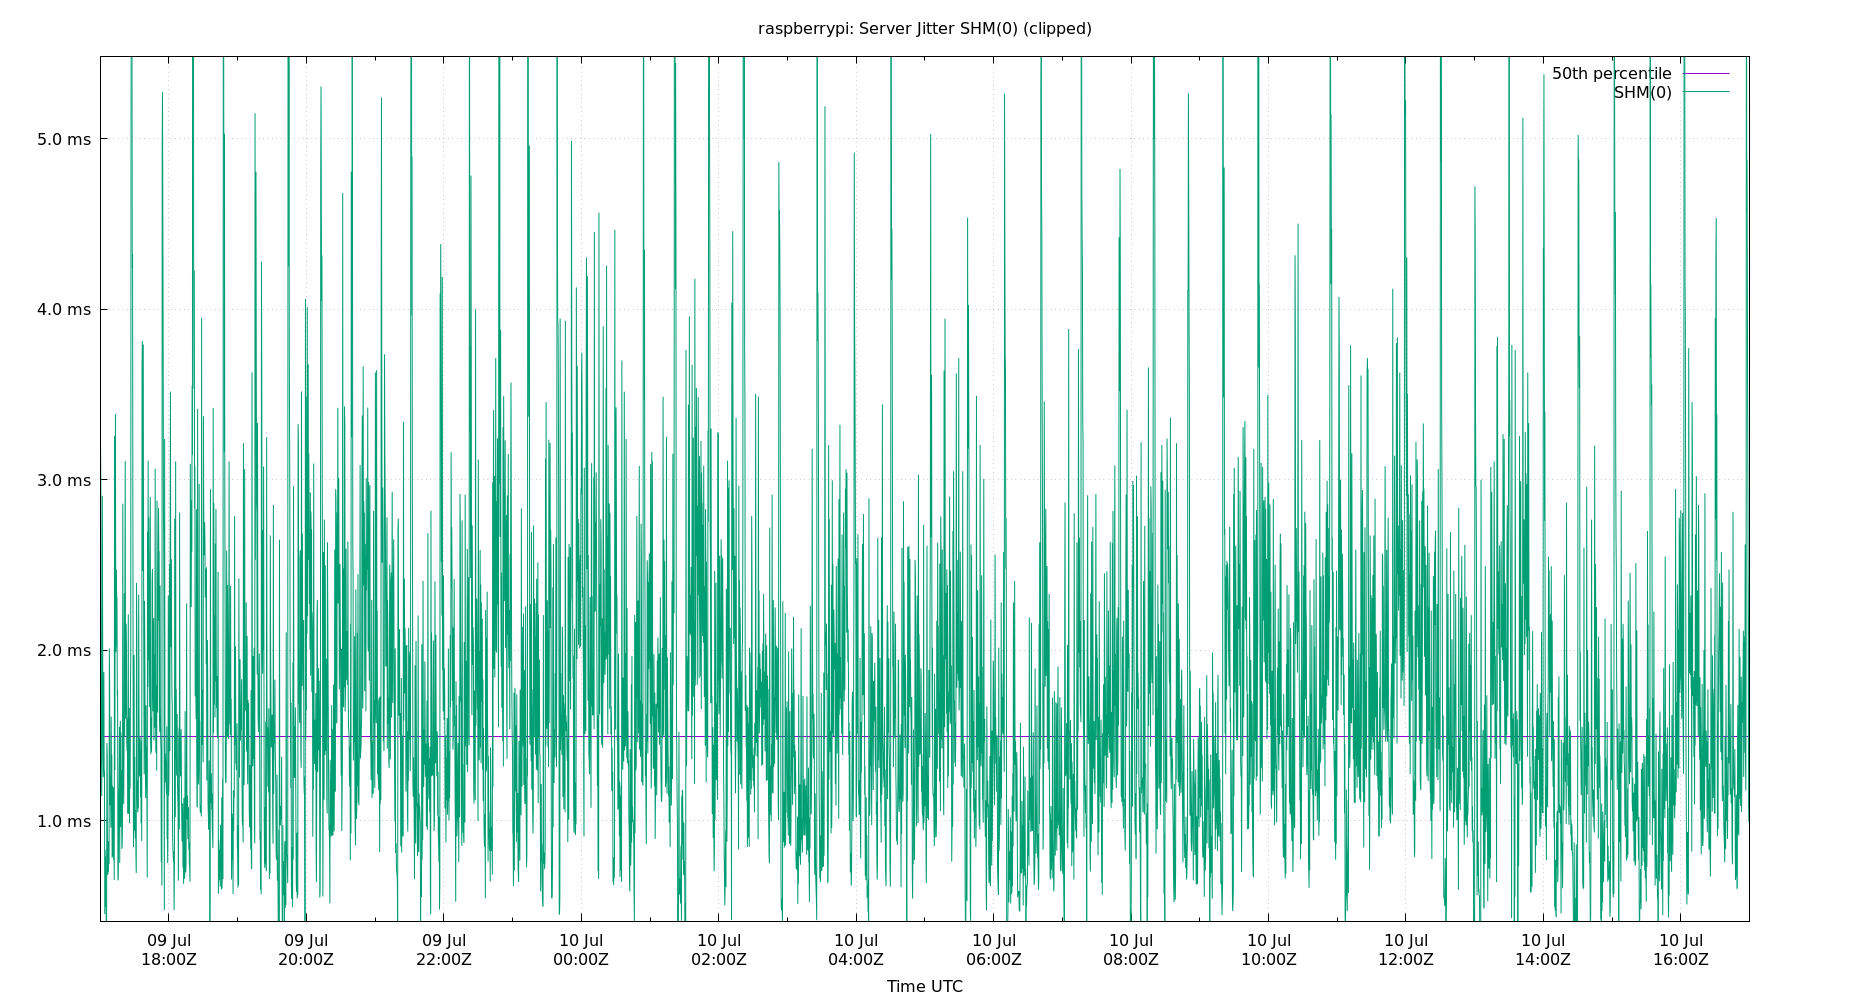 raspberrypi: Server Jitter SHM(0) (clipped)
50th percentile
SHM(0)
5.0 ms
4.0 ms
3.0 ms
2.0 ms
1.0 ms
09 Jul 09 Jul 09 Jul 10 Jul 10 Jul 10 Jul 10 Jul 10 Jul 10 Jul 10 Jul 10 Jul 10 Jul
18:00Z 20:00Z 22:00Z 00:00Z 02:00Z 04:00Z 06:00Z 08:00Z 10:00Z 12:00Z 14:00Z 16:00Z
Time UTC